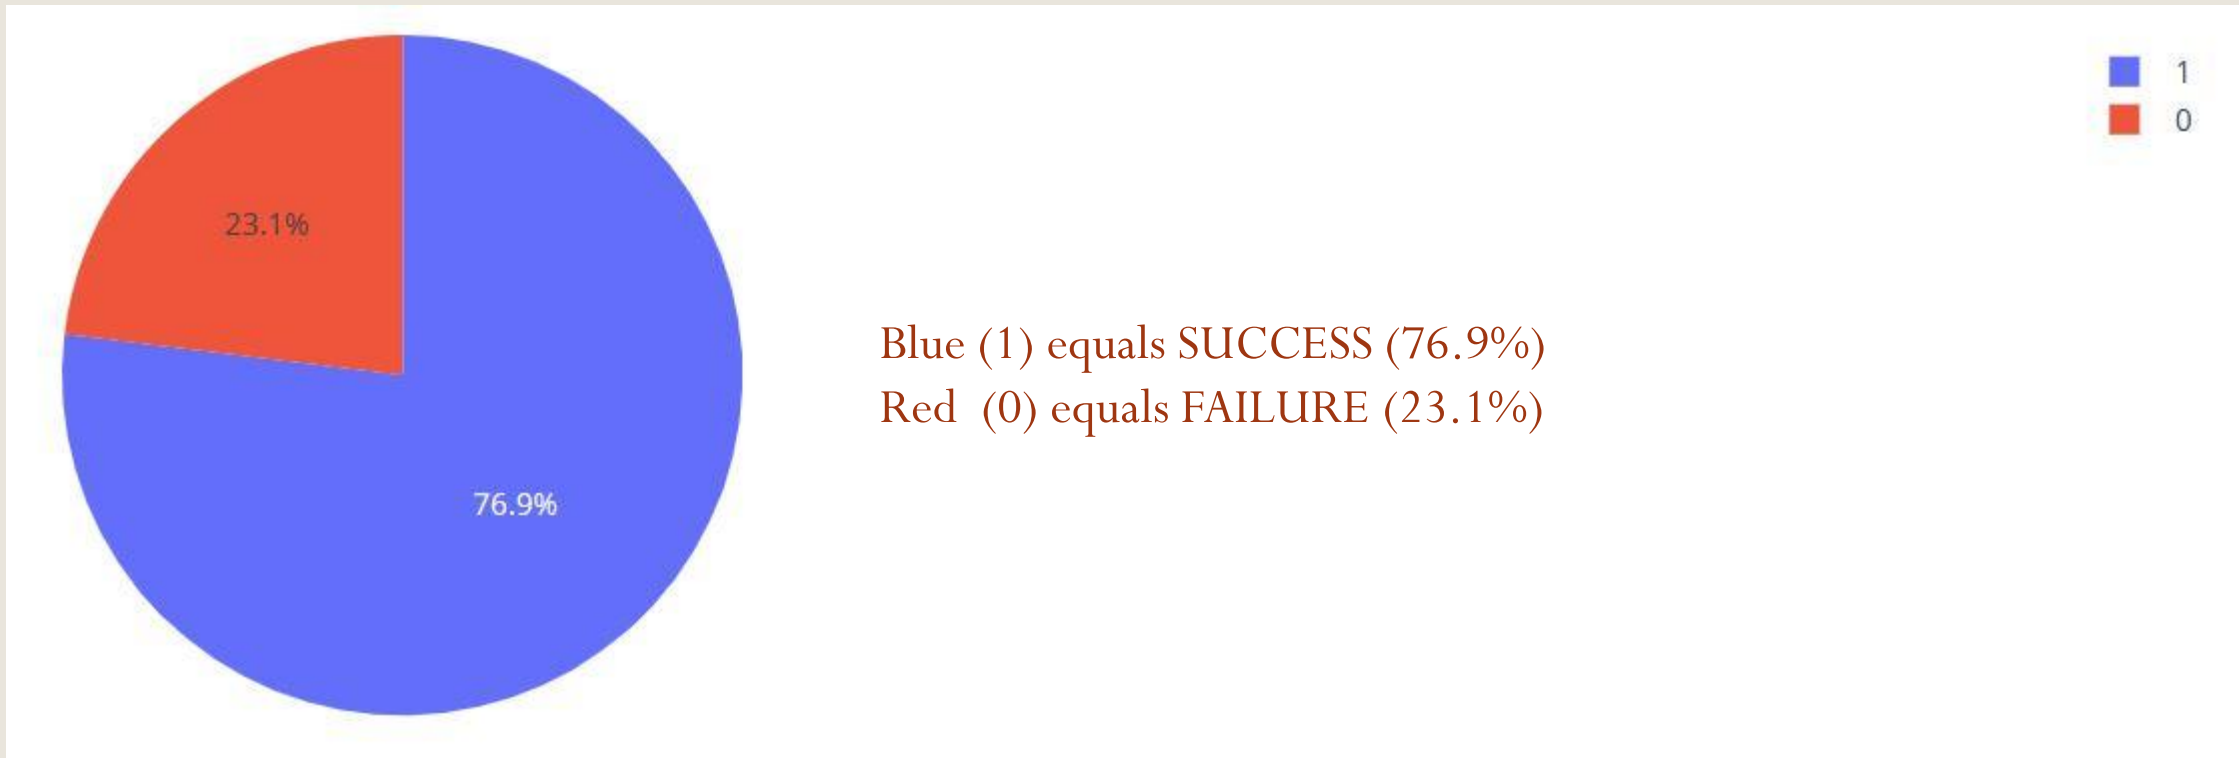 1
0
23.1%
Blue (1) equals SUCCESS (76.9%)
Red (0) equals FAILURE (23.1%)
76.9%